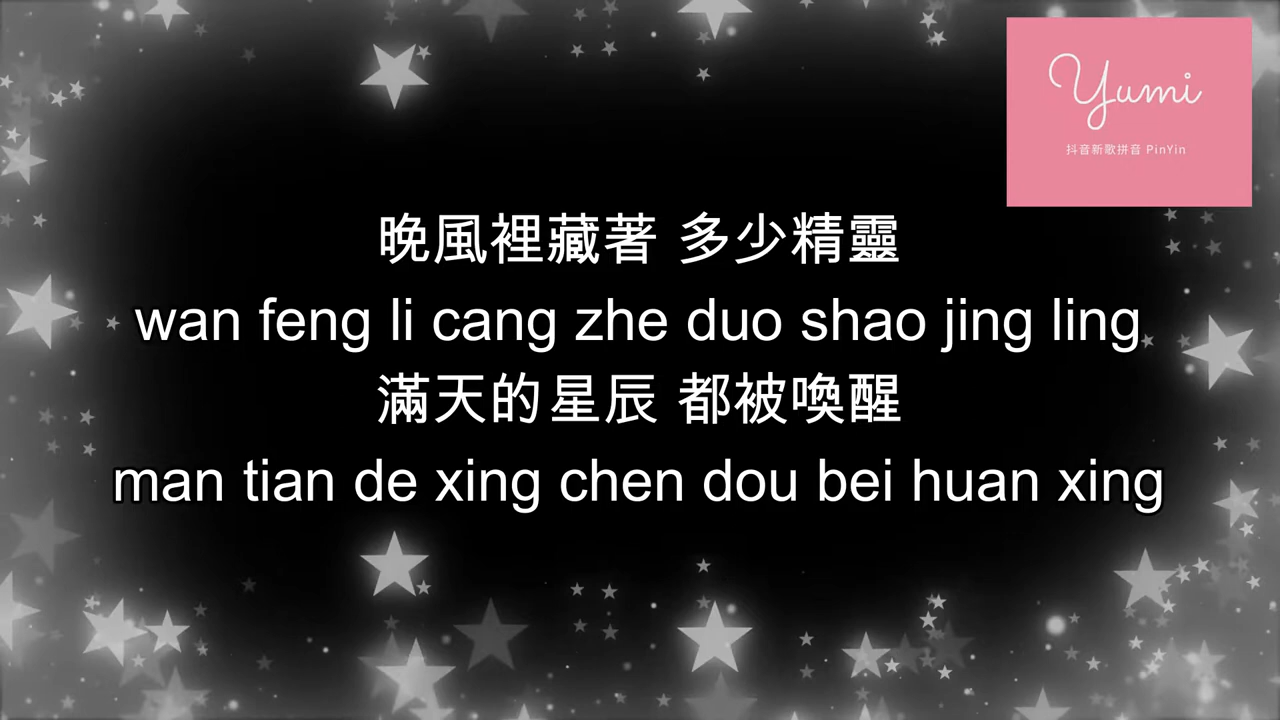 Yumi
抖音新歌拼音 PinYin
晚風裡藏著 多少精靈
wan feng li cang zhe duo shao jing ling
滿天的星辰 都被喚醒
man tian de xing chen dou bei huan xing